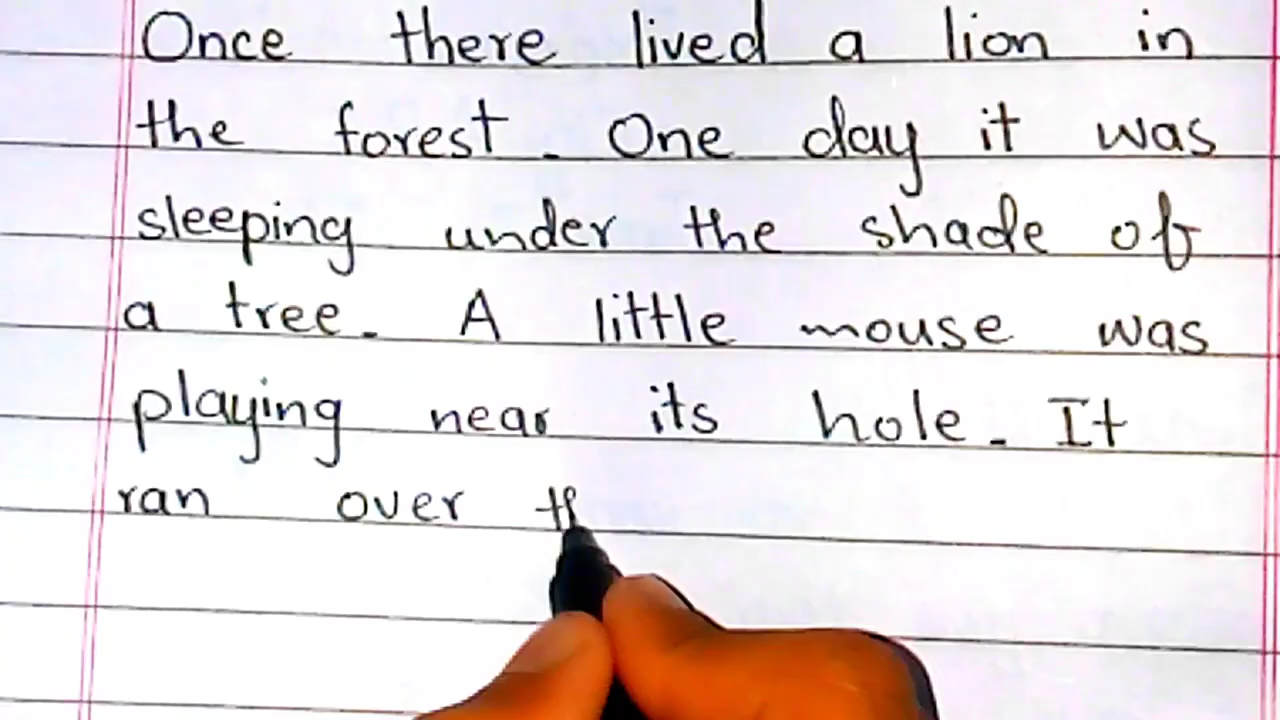 Once there lived a lion in
the forest. One day it was
sleeping under the shade of
a tree. A little mouse was
playing near its hole. It
ran over th